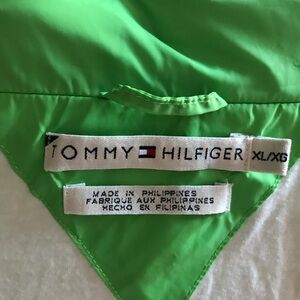 TOMMY HILFIGER XL/XG
MADE IN PHILIPPINES
FABRIQUE AUX PHILIPPINES
HECHO EN FILIPINAS